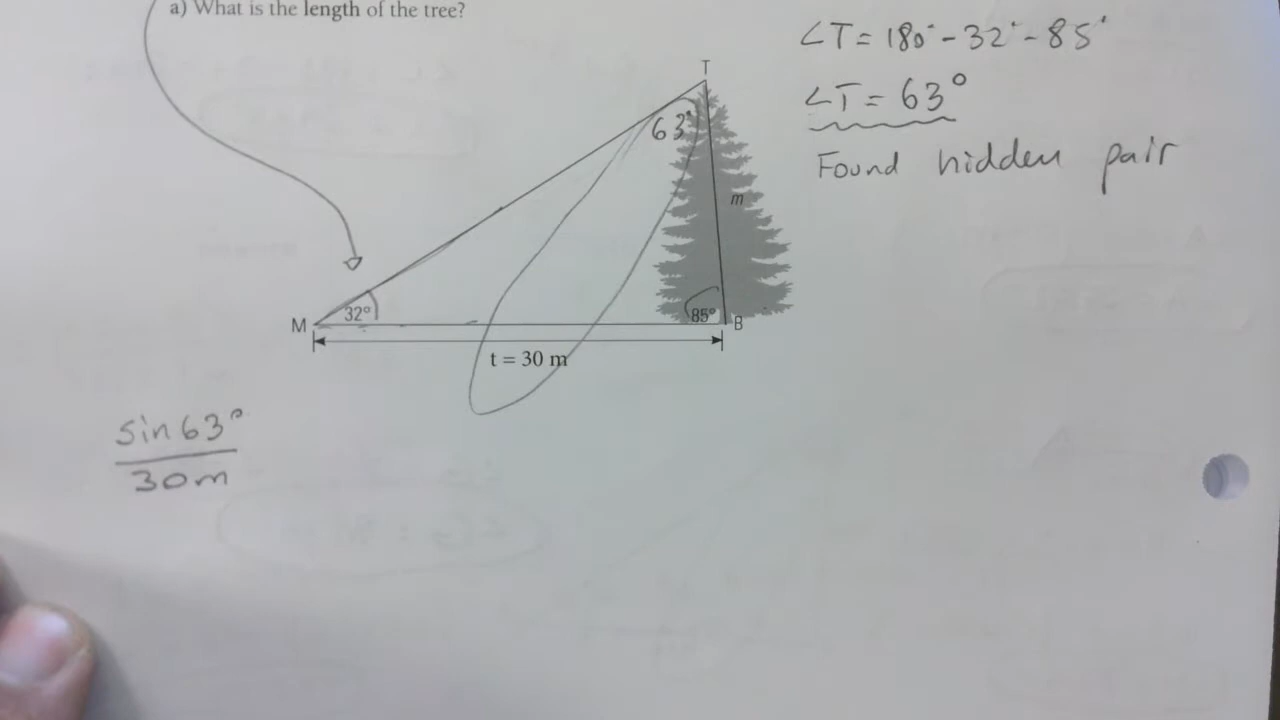 a) What is the length of the tree?
∠T = 180° - 32° - 85°
∠T = 63°
Found hidden pair
T
63°
m
M
32°
85°
B
t = 30 m
sin 63°
30m